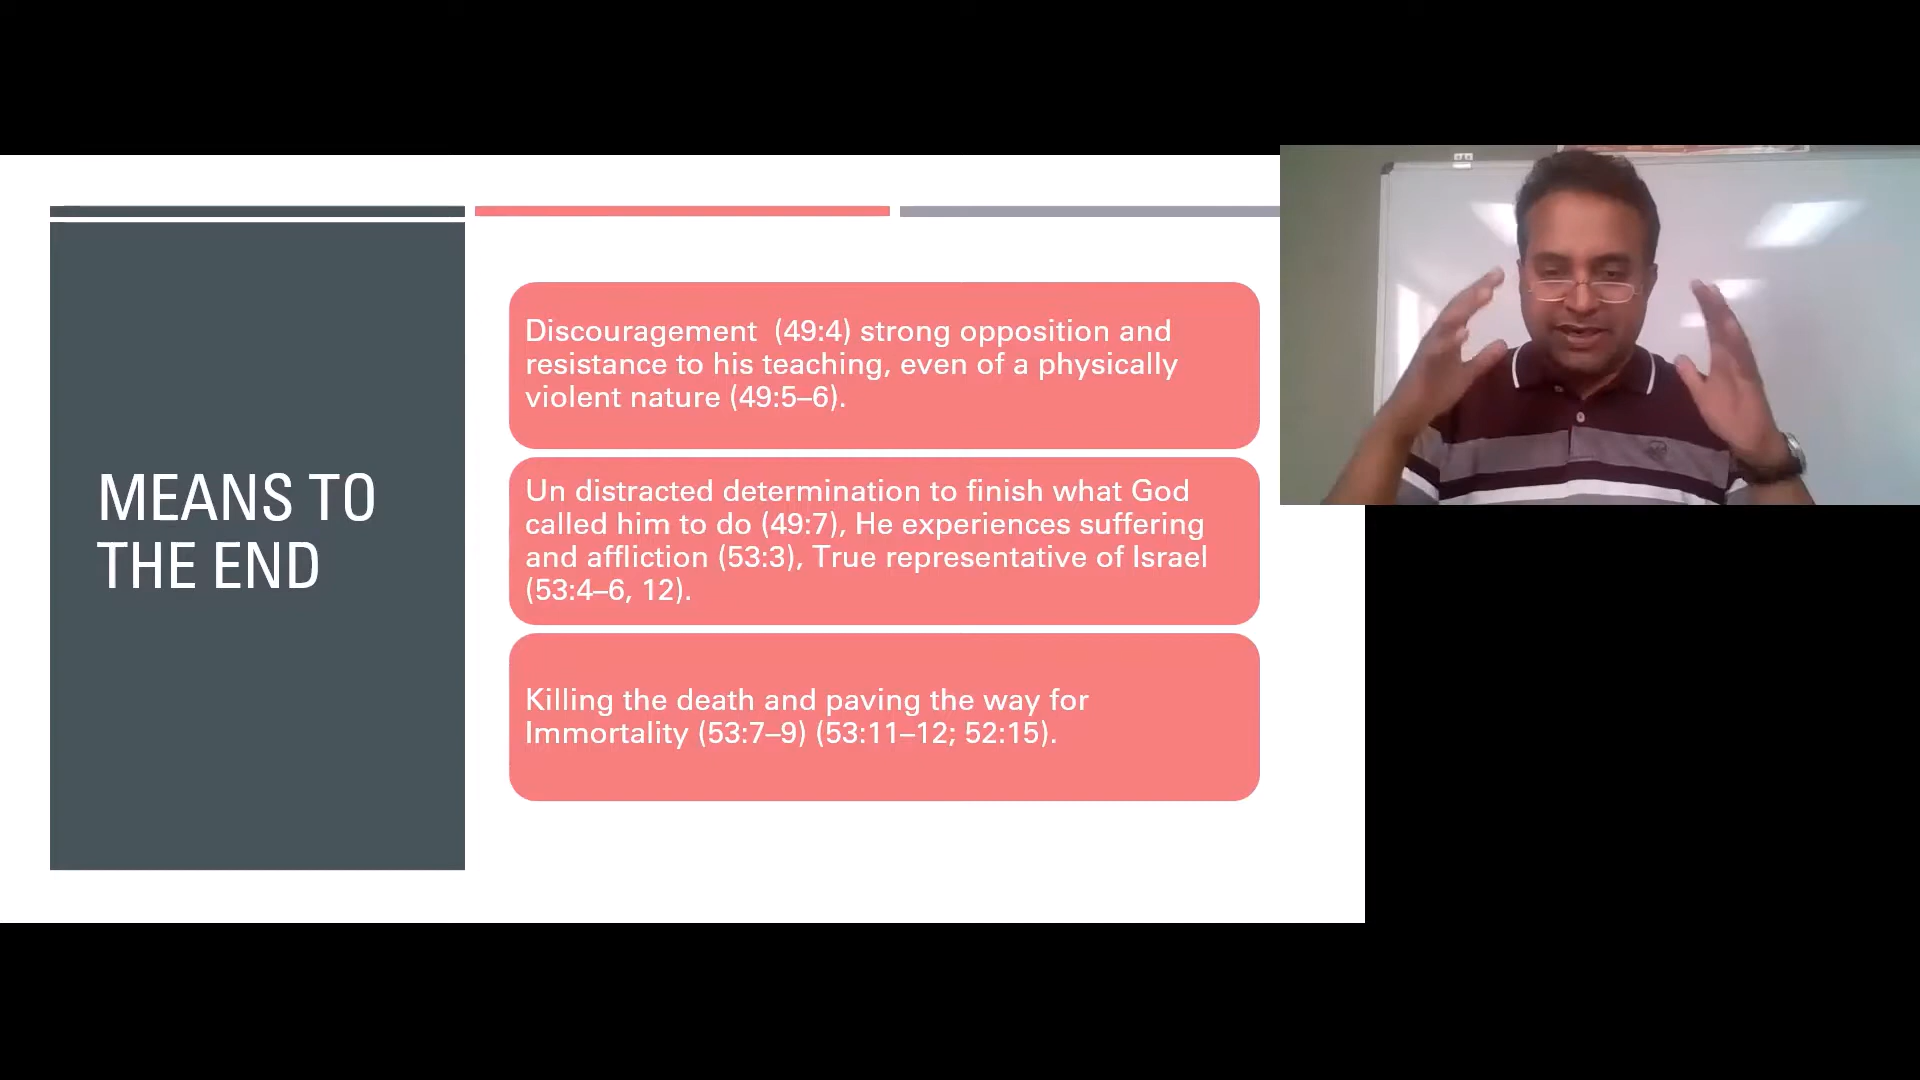 MEANS TO
THE END
Discouragement  (49:4) strong opposition and
resistance to his teaching, even of a physically
violent nature (49:5–6).
Un distracted determination to finish what God
called him to do (49:7), He experiences suffering
and affliction (53:3), True representative of Israel
(53:4–6, 12).
Killing the death and paving the way for
Immortality (53:7–9) (53:11–12; 52:15).